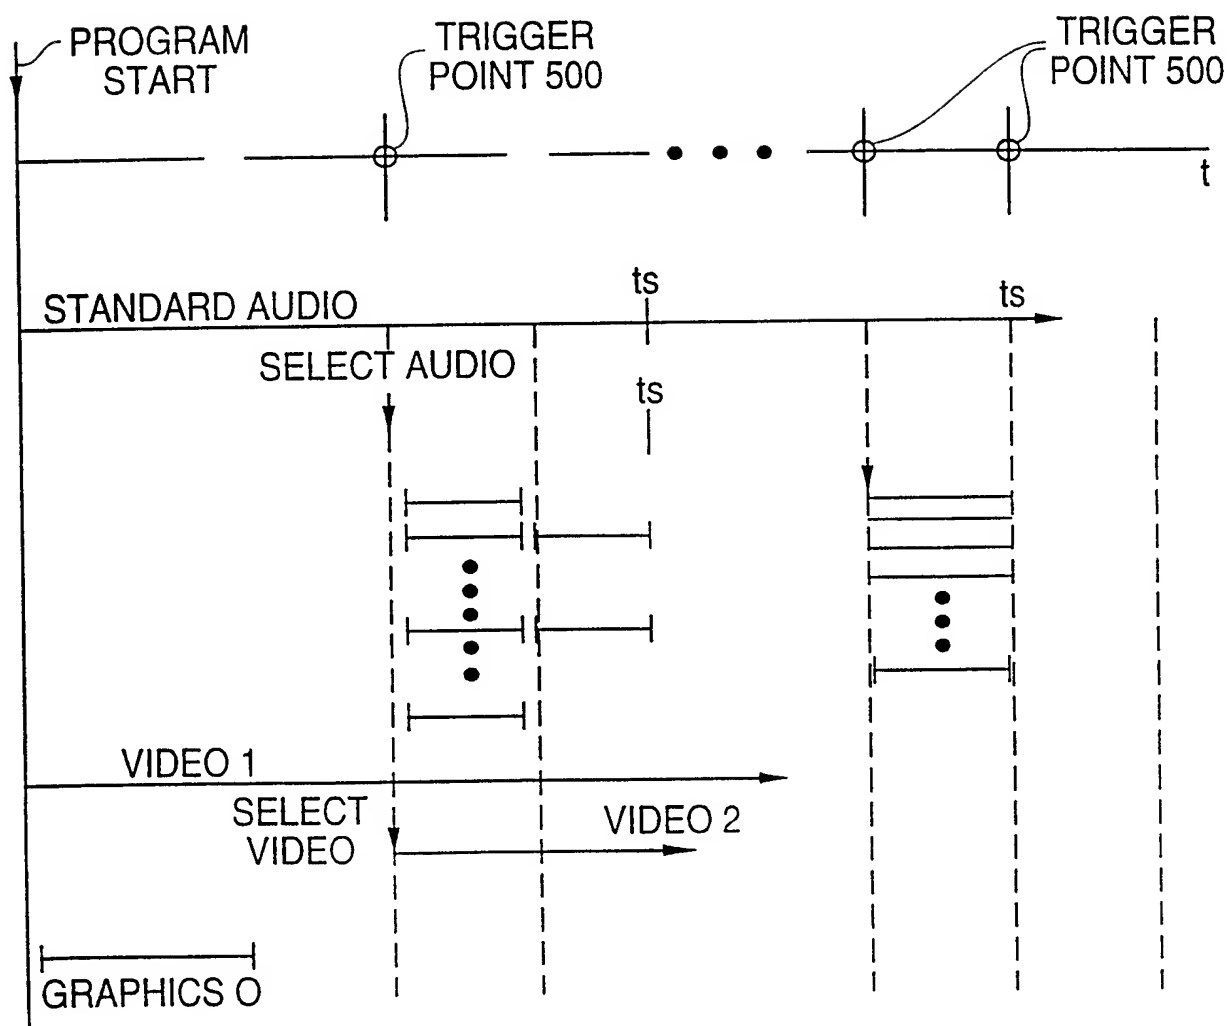 PROGRAM
START
TRIGGER
POINT 500
TRIGGER
POINT 500
t
ts
STANDARD AUDIO
ts
SELECT AUDIO
ts
VIDEO 1
SELECT
VIDEO
VIDEO 2
GRAPHICS O